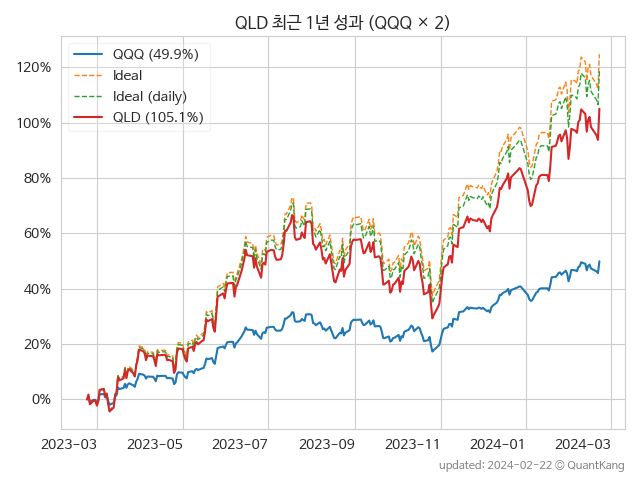 QLD 최근 1년 성과 (QQQ × 2)
QQQ (49.9%)
Ideal
Ideal (daily)
QLD (105.1%)
120%
100%
80%
60%
40%
20%
0%
2023-03 2023-05 2023-07 2023-09 2023-11 2024-01 2024-03
updated: 2024-02-22 © QuantKang